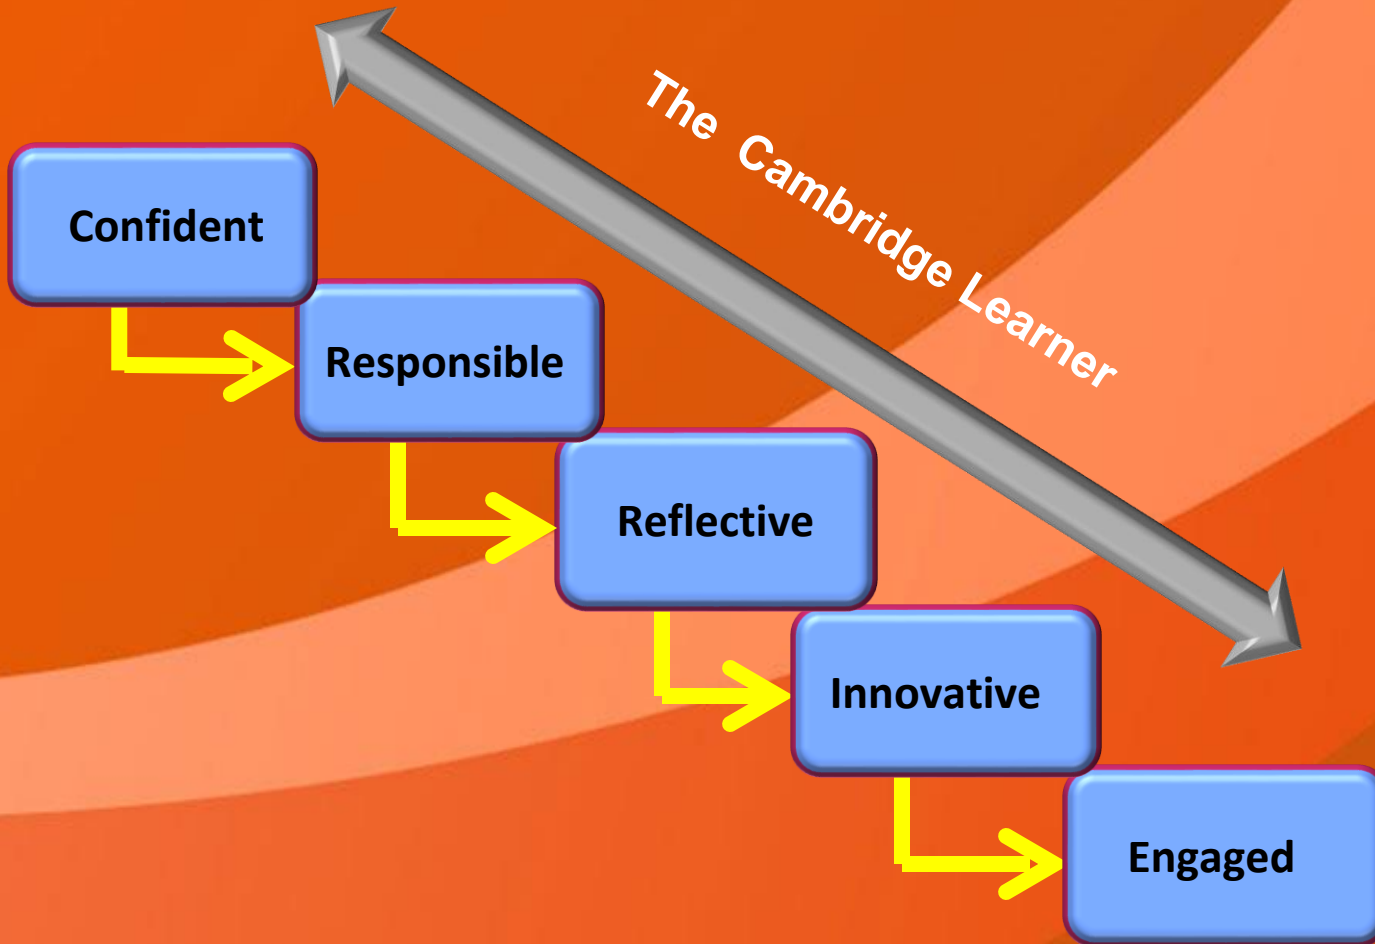 The Cambridge Learner
Confident
Responsible
Reflective
Innovative
Engaged